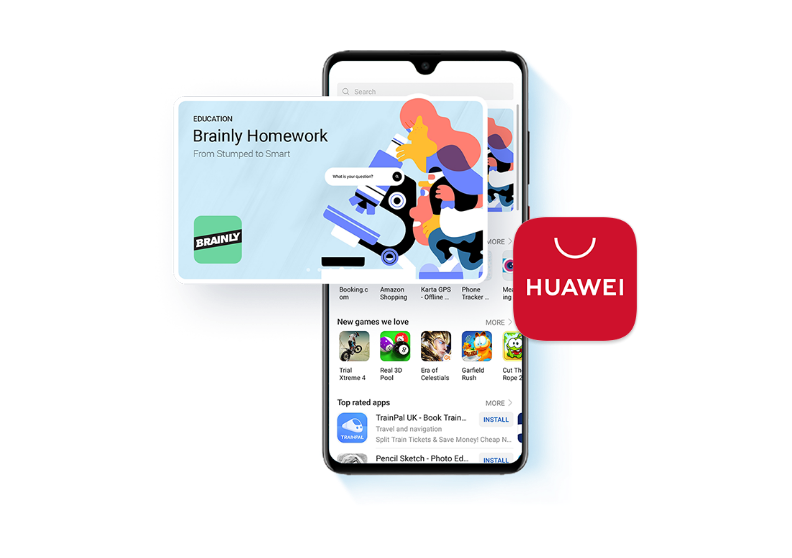 Search
EDUCATION
Brainly Homework
From Stumped to Smart
What is your question?
BRAINLY
MORE
HUAWEI
Booking.c
om
Amazon
Shopping
Karta GPS
- Offline ...
Phone
Tracker ...
Mea
ing
New games we love
MORE
Trial
Xtreme 4
Real 3D
Pool
Era of
Celestials
Garfield
Rush
Cut The
Rope 2
Top rated apps
MORE
TRAINPAL
TrainPal UK - Book Train...
INSTALL
Travel and navigation
Split Train Tickets & Save Money! Cheap N...
Pencil Sketch - Photo Ed...
INSTALL